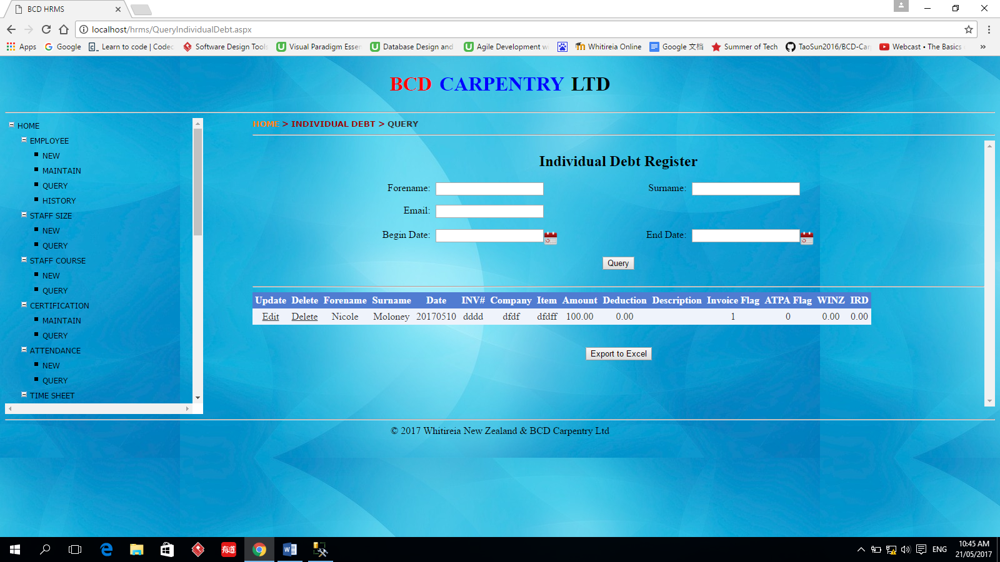 BCD HRMS
localhost/hrms/QueryIndividualDebt.aspx
Apps Google Learn to code | Codec Software Design Tools Visual Paradigm Essen Database Design and Agile Development w Whitireia Online Google 文档 Summer of Tech TaoSun2016/BCD-Car Webcast • The Basics »
BCD CARPENTRY LTD
HOME > INDIVIDUAL DEBT > QUERY
HOME
EMPLOYEE
NEW
MAINTAIN
QUERY
HISTORY
STAFF SIZE
NEW
QUERY
STAFF COURSE
NEW
QUERY
CERTIFICATION
MAINTAIN
QUERY
ATTENDANCE
NEW
QUERY
TIME SHEET
Individual Debt Register
Forename: Surname:
Email:
Begin Date: End Date:
Query
Update Delete Forename Surname Date INV# Company Item Amount Deduction Description Invoice Flag ATPA Flag WINZ IRD
Edit Delete Nicole Moloney 20170510 dddd dfdf dfdff 100.00 0.00 1 0 0.00 0.00
Export to Excel
© 2017 Whitireia New Zealand & BCD Carpentry Ltd
有道
ENG
10:45 AM
21/05/2017